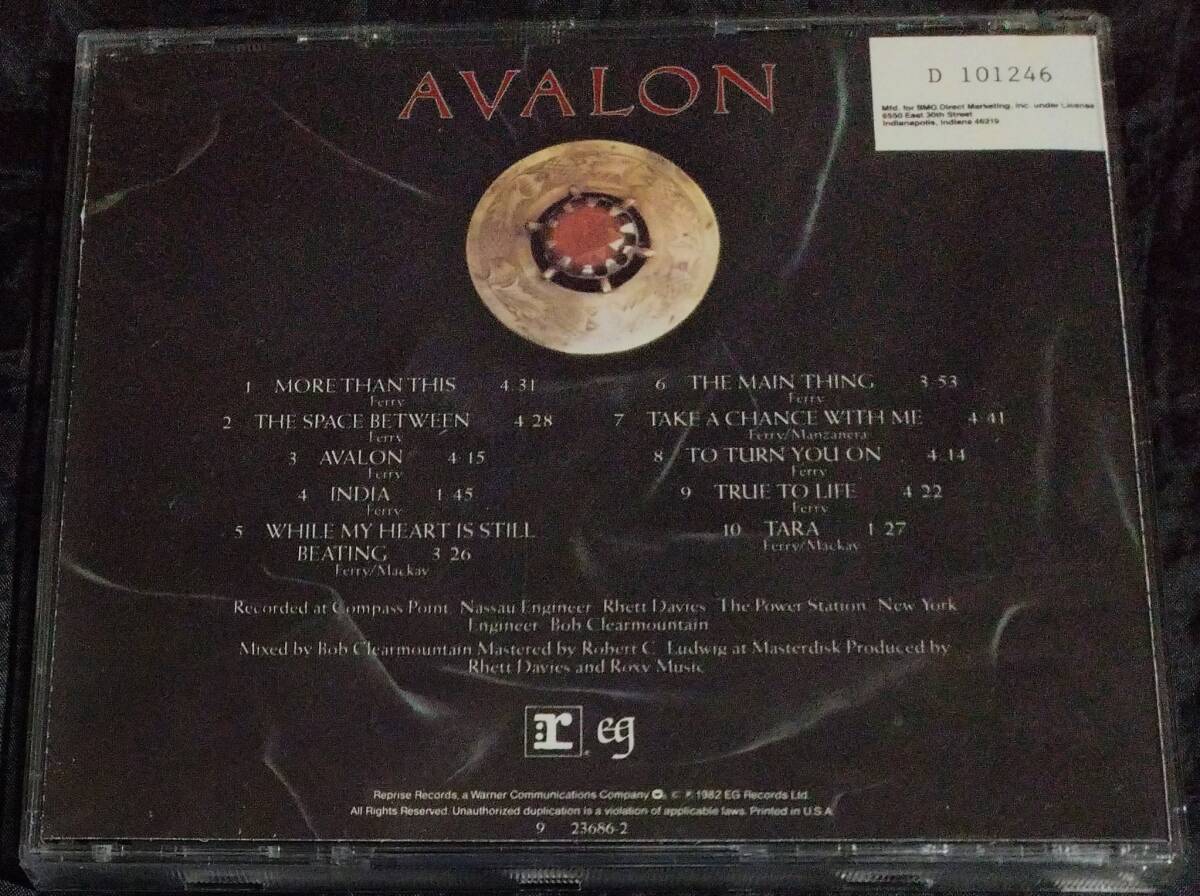 AVALON
D 101246
Mfd. for BMG Direct Marketing, Inc. under License
6550 East 30th Street
Indianapolis, Indiana 46219
1 MORE THAN THIS 4 31
Ferry
2 THE SPACE BETWEEN 4 28
Ferry
3 AVALON 4 15
Ferry
4 INDIA 1 45
Ferry
5 WHILE MY HEART IS STILL
BEATING 3 26
Ferry/Mackay
6 THE MAIN THING 3 53
Ferry
7 TAKE A CHANCE WITH ME 4 41
Ferry/Manzanera
8 TO TURN YOU ON 4 14
Ferry
9 TRUE TO LIFE 4 22
Ferry
10 TARA 1 27
Ferry/Mackay
Recorded at Compass Point Nassau Engineer Rhett Davies The Power Station New York
Engineer Bob Clearmountain
Mixed by Bob Clearmountain Mastered by Robert C Ludwig at Masterdisk Produced by
Rhett Davies and Roxy Music
r eg
Reprise Records, a Warner Communications Company © ℗ 1982 EG Records Ltd.
All Rights Reserved. Unauthorized duplication is a violation of applicable laws. Printed in U.S.A.
9 23686-2